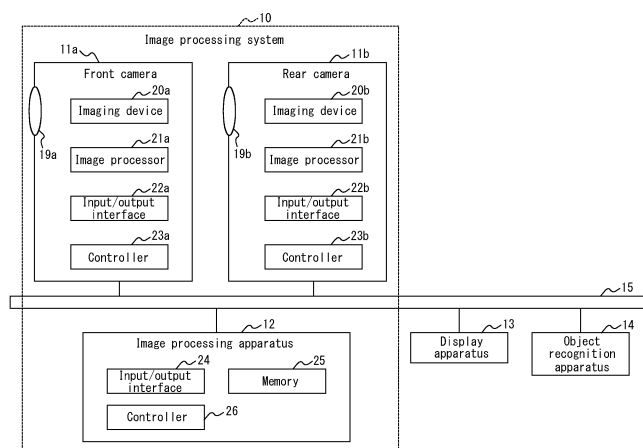 10
Image processing system
11a
11b
Front camera
Rear camera
20a
20b
Imaging device
Imaging device
19a
19b
21a
21b
Image processor
Image processor
22a
22b
Input/output
interface
Input/output
interface
23a
23b
Controller
Controller
15
12
Image processing apparatus
24
25
Input/output
interface
Memory
26
Controller
13
Display
apparatus
14
Object
recognition
apparatus